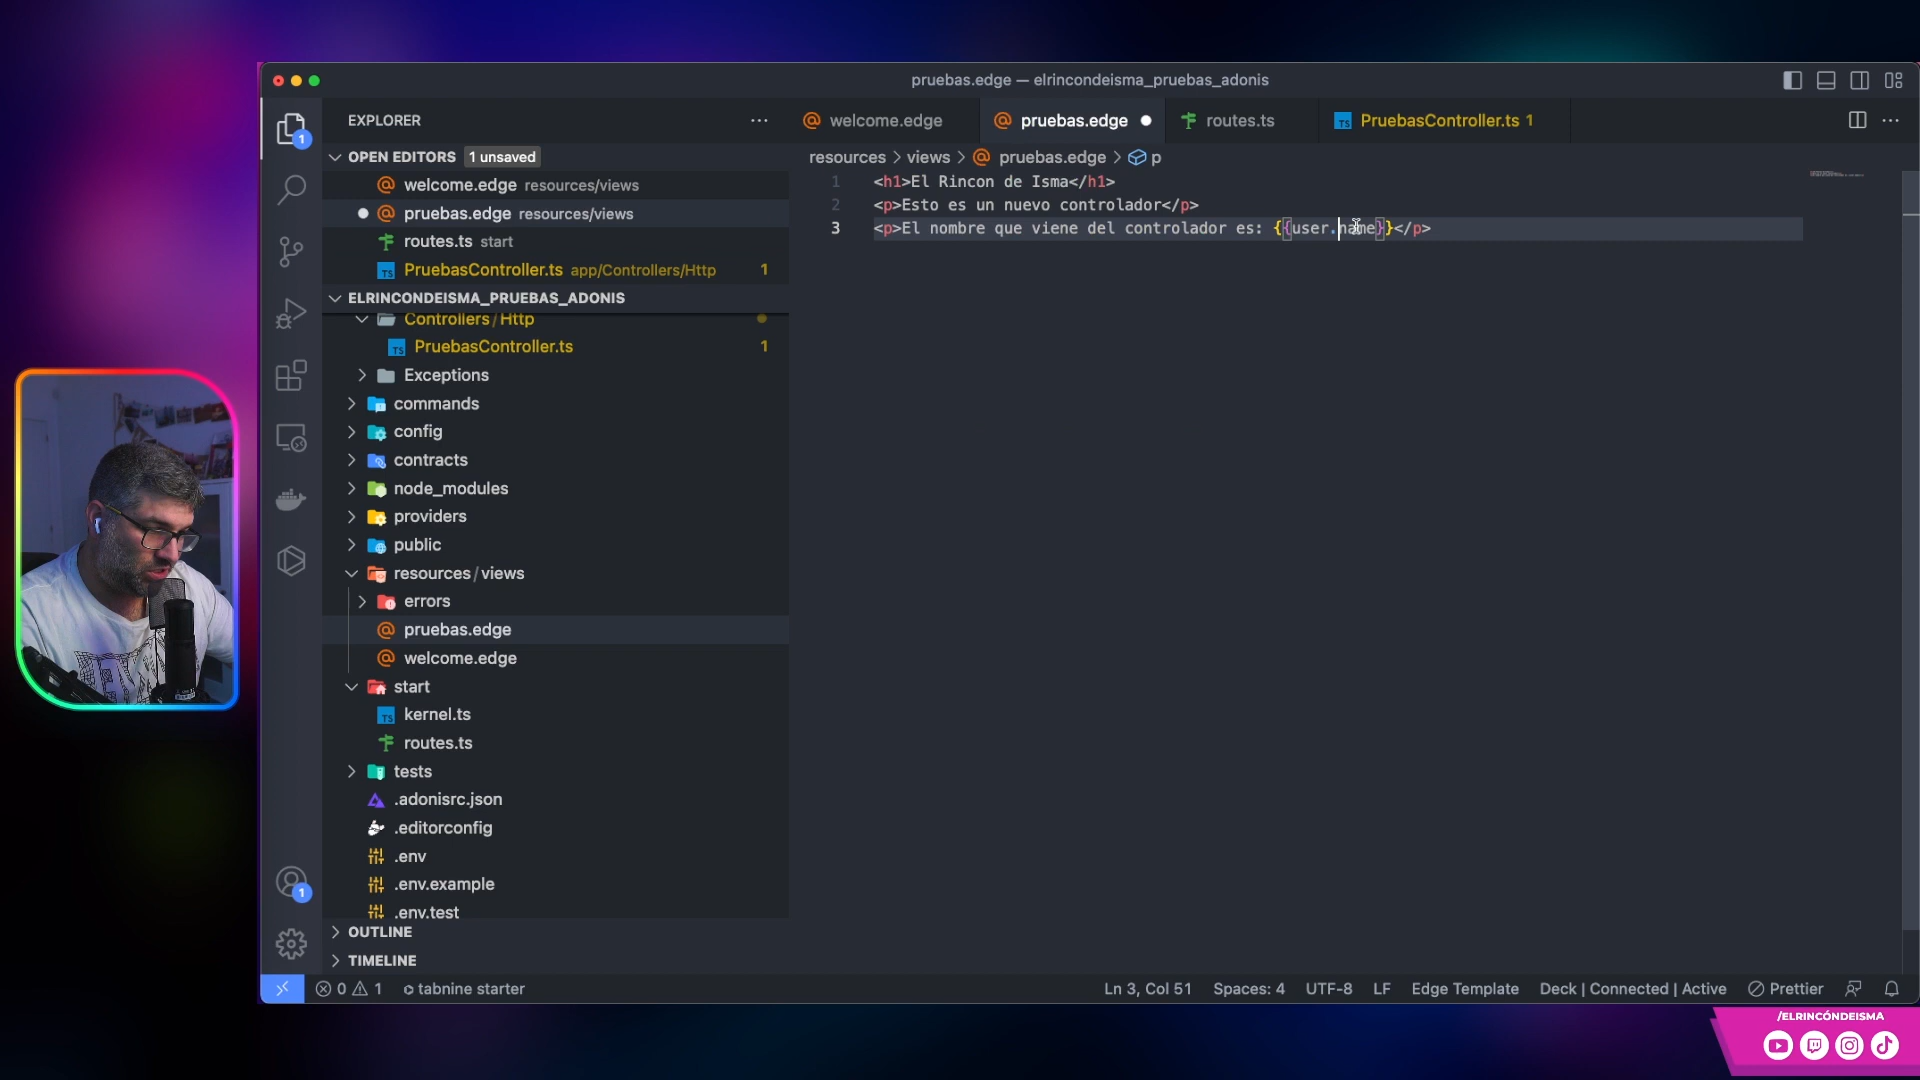 pruebas.edge — elrincondeisma_pruebas_adonis
EXPLORER
welcome.edge
pruebas.edge
routes.ts
PruebasController.ts 1
OPEN EDITORS 1 unsaved
welcome.edge resources/views
pruebas.edge resources/views
routes.ts start
PruebasController.ts app/Controllers/Http 1
ELRINCONDEISMA_PRUEBAS_ADONIS
Controllers / Http
PruebasController.ts 1
Exceptions
commands
config
contracts
node_modules
providers
public
resources / views
errors
pruebas.edge
welcome.edge
start
kernel.ts
routes.ts
tests
.adonisrc.json
.editorconfig
.env
.env.example
.env.test
OUTLINE
TIMELINE
resources > views > pruebas.edge > p
1 <h1>El Rincon de Isma</h1>
2 <p>Esto es un nuevo controlador</p>
3 <p>El nombre que viene del controlador es: {{user.name}}</p>
1
1
0 1 tabnine starter
Ln 3, Col 51 Spaces: 4 UTF-8 LF Edge Template Deck | Connected | Active Prettier
/ELRINCÓNDEISMA